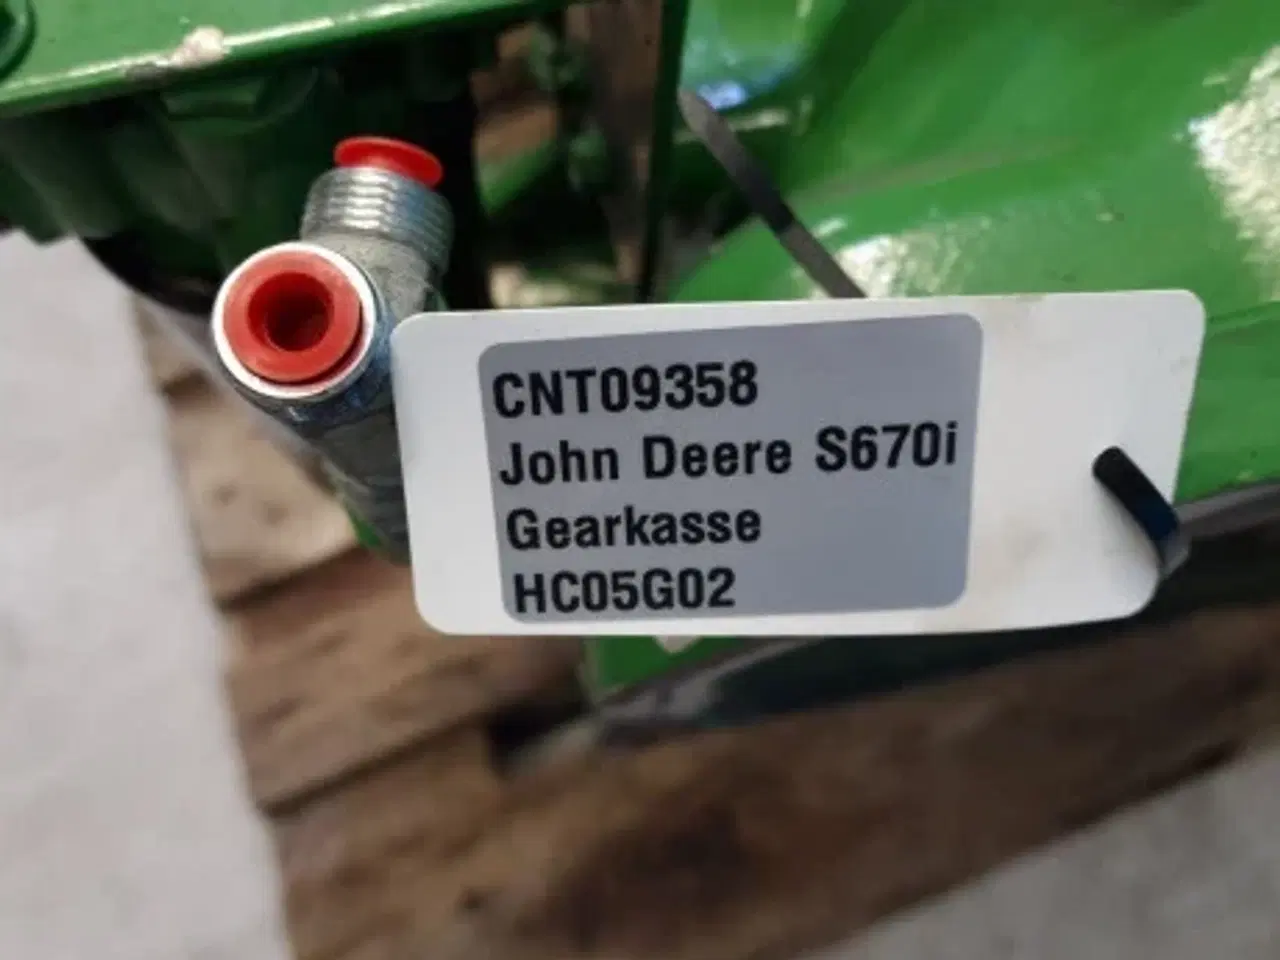 CNT09358
John Deere S670i
Gearkasse
HC05G02